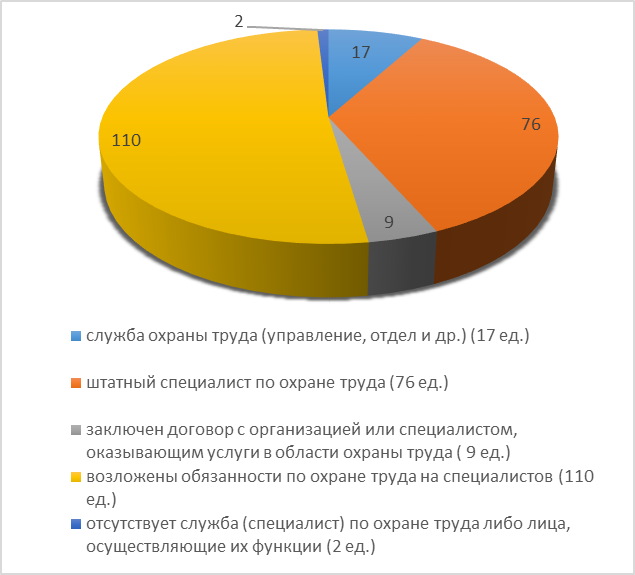 2
17
76
110
9
служба охраны труда (управление, отдел и др.) (17 ед.)
штатный специалист по охране труда (76 ед.)
заключен договор с организацией или специалистом,
оказывающим услуги в области охраны труда ( 9 ед.)
возложены обязанности по охране труда на специалистов (110
ед.)
отсутствует служба (специалист) по охране труда либо лица,
осуществляющие их функции (2 ед.)